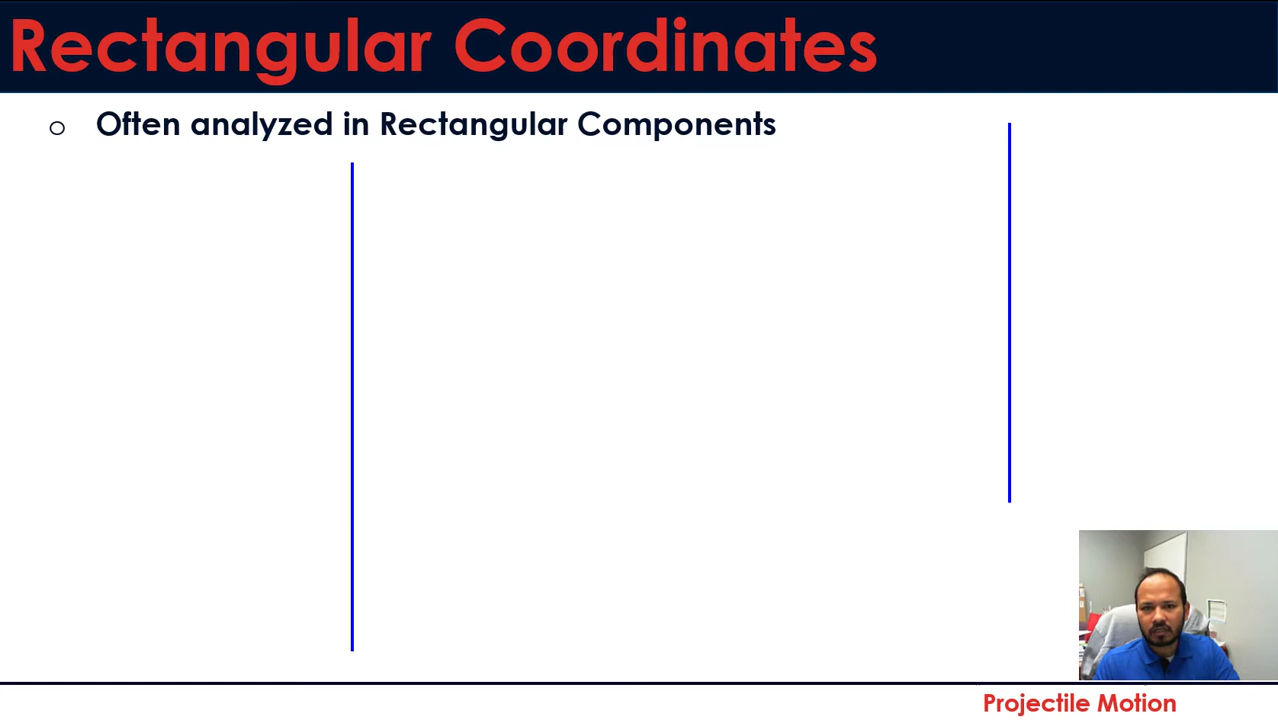 Rectangular Coordinates
o Often analyzed in Rectangular Components
Projectile Motion